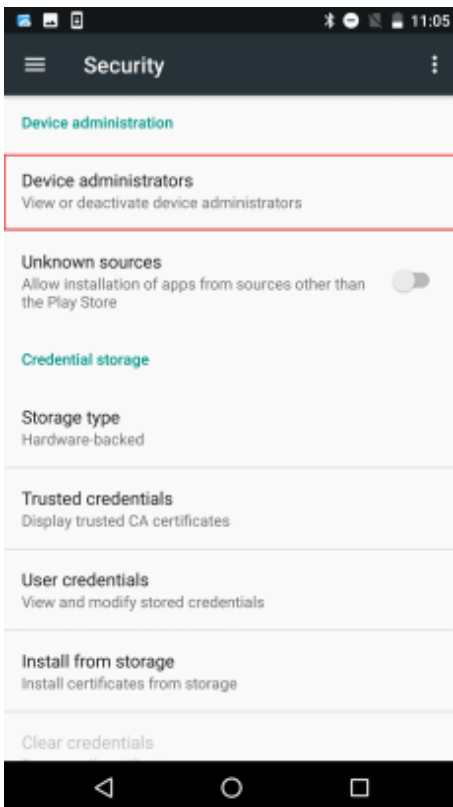 11:05
Security
Device administration
Device administrators
View or deactivate device administrators
Unknown sources
Allow installation of apps from sources other than
the Play Store
Credential storage
Storage type
Hardware-backed
Trusted credentials
Display trusted CA certificates
User credentials
View and modify stored credentials
Install from storage
Install certificates from storage
Clear credentials